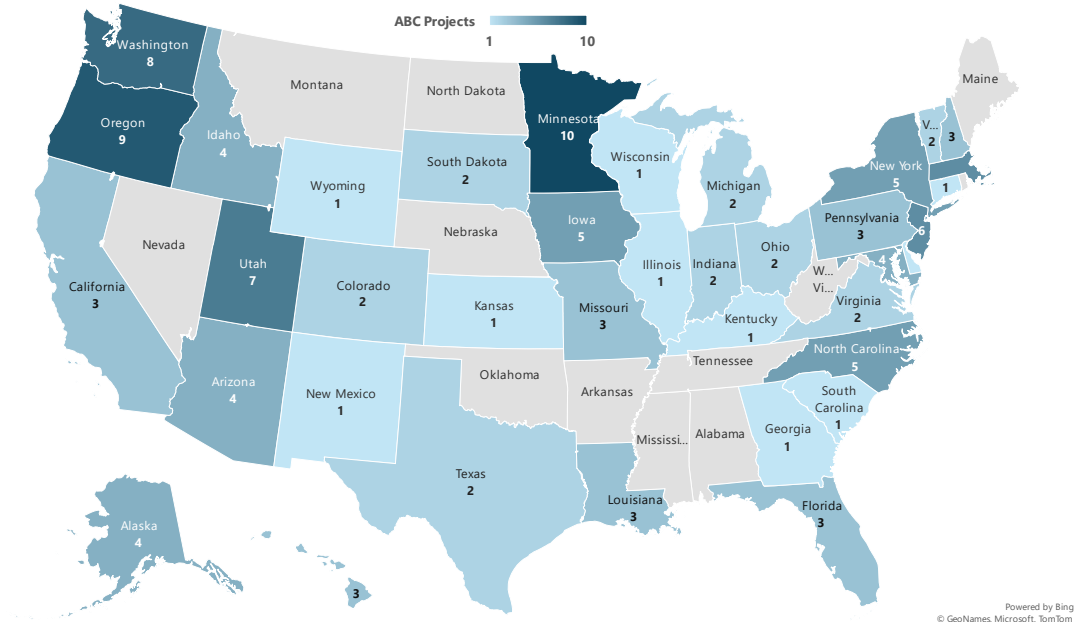 ABC Projects
1
10
Washington
8
Montana
North Dakota
Minnesota
10
Maine
Oregon
9
Idaho
4
V...
2
3
South Dakota
2
Wisconsin
1
New York
5
Wyoming
1
Michigan
2
1
Iowa
5
Pennsylvania
3
Nebraska
6
Nevada
Utah
7
Ohio
2
Illinois
1
Indiana
2
4
W...
Vi...
California
3
Colorado
2
Virginia
2
Kansas
1
Missouri
3
Kentucky
1
North Carolina
5
Tennessee
Arizona
4
Oklahoma
New Mexico
1
Arkansas
South
Carolina
1
Georgia
1
Mississi...
Alabama
Texas
2
Louisiana
3
Florida
3
Alaska
4
3
Powered by Bing
© GeoNames, Microsoft, TomTom